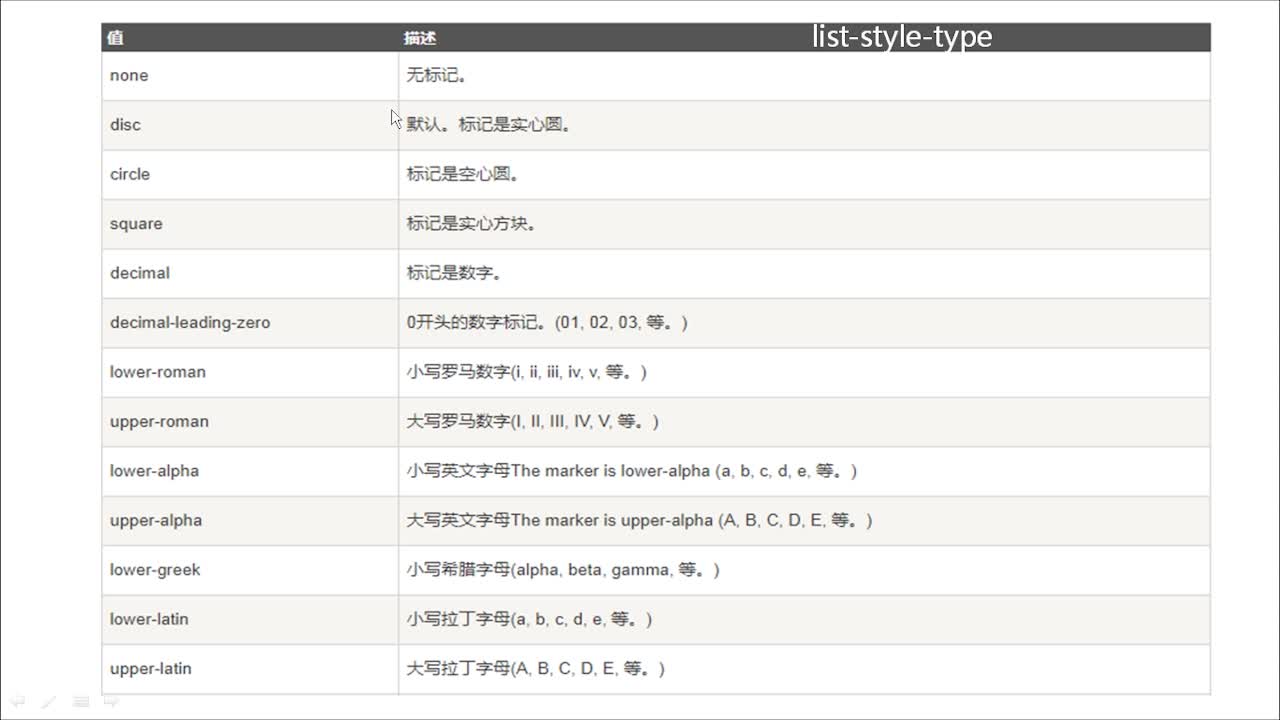 值 描述 list-style-type
none 无标记。
disc 默认。标记是实心圆。
circle 标记是空心圆。
square 标记是实心方块。
decimal 标记是数字。
decimal-leading-zero 0开头的数字标记。(01, 02, 03, 等。)
lower-roman 小写罗马数字(i, ii, iii, iv, v, 等。)
upper-roman 大写罗马数字(I, II, III, IV, V, 等。)
lower-alpha 小写英文字母The marker is lower-alpha (a, b, c, d, e, 等。)
upper-alpha 大写英文字母The marker is upper-alpha (A, B, C, D, E, 等。)
lower-greek 小写希腊字母(alpha, beta, gamma, 等。)
lower-latin 小写拉丁字母(a, b, c, d, e, 等。)
upper-latin 大写拉丁字母(A, B, C, D, E, 等。)